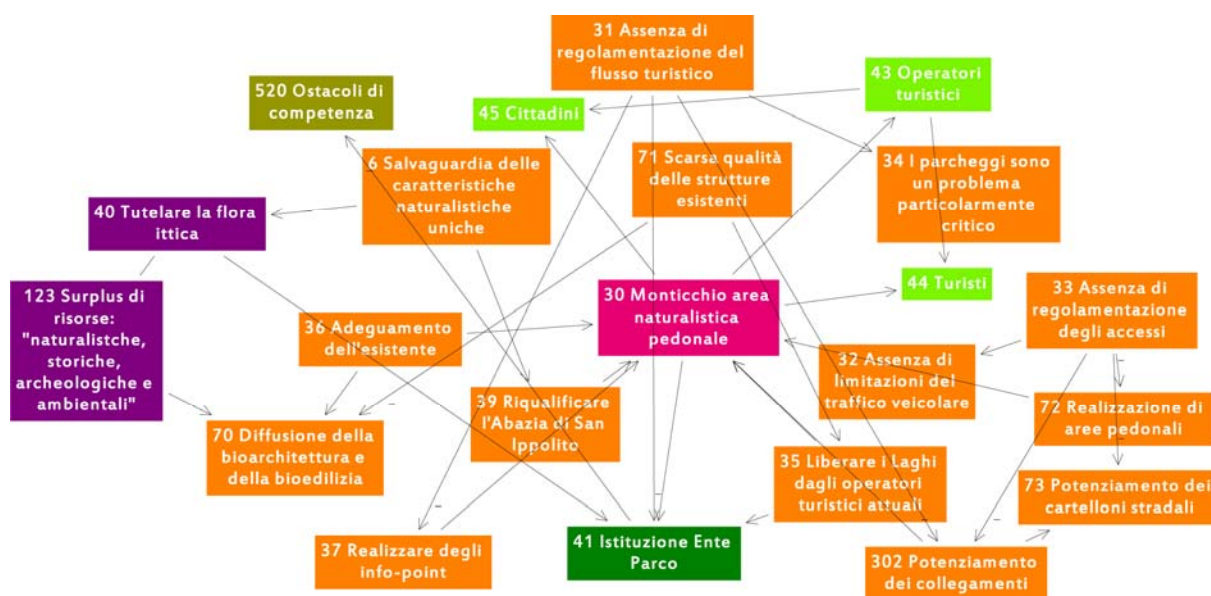 31 Assenza di
regolamentazione del
flusso turistico
43 Operatori
turistici
520 Ostacoli di
competenza
45 Cittadini
6 Salvaguardia delle
caratteristiche
naturalistiche
uniche
71 Scarsa qualità
delle strutture
esistenti
34 I parcheggi sono
un problema
particolarmente
critico
40 Tutelare la flora
ittica
44 Turisti
123 Surplus di
risorse:
"naturalistche,
storiche,
archeologiche e
ambientali"
30 Monticchio area
naturalistica
pedonale
33 Assenza di
regolamentazione
degli accessi
36 Adeguamento
dell'esistente
32 Assenza di
limitazioni del
traffico veicolare
39 Riqualificare
l'Abazia di San
Ippolito
72 Realizzazione di
aree pedonali
70 Diffusione della
bioarchitettura e
della bioedilizia
35 Liberare i Laghi
dagli operatori
turistici attuali
73 Potenziamento dei
cartelloni stradali
37 Realizzare degli
info-point
41 Istituzione Ente
Parco
302 Potenziamento
dei collegamenti